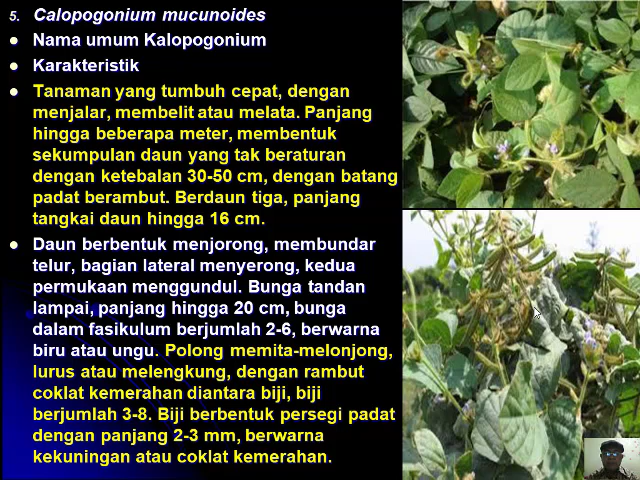 5. Calopogonium mucunoides
Nama umum Kalopogonium
Karakteristik
Tanaman yang tumbuh cepat, dengan
menjalar, membelit atau melata. Panjang
hingga beberapa meter, membentuk
sekumpulan daun yang tak beraturan
dengan ketebalan 30-50 cm, dengan batang
padat berambut. Berdaun tiga, panjang
tangkai daun hingga 16 cm.
Daun berbentuk menjorong, membundar
telur, bagian lateral menyerong, kedua
permukaan menggundul. Bunga tandan
lampai, panjang hingga 20 cm, bunga
dalam fasikulum berjumlah 2-6, berwarna
biru atau ungu. Polong memita-melonjong,
lurus atau melengkung, dengan rambut
coklat kemerahan diantara biji, biji
berjumlah 3-8. Biji berbentuk persegi padat
dengan panjang 2-3 mm, berwarna
kekuningan atau coklat kemerahan.